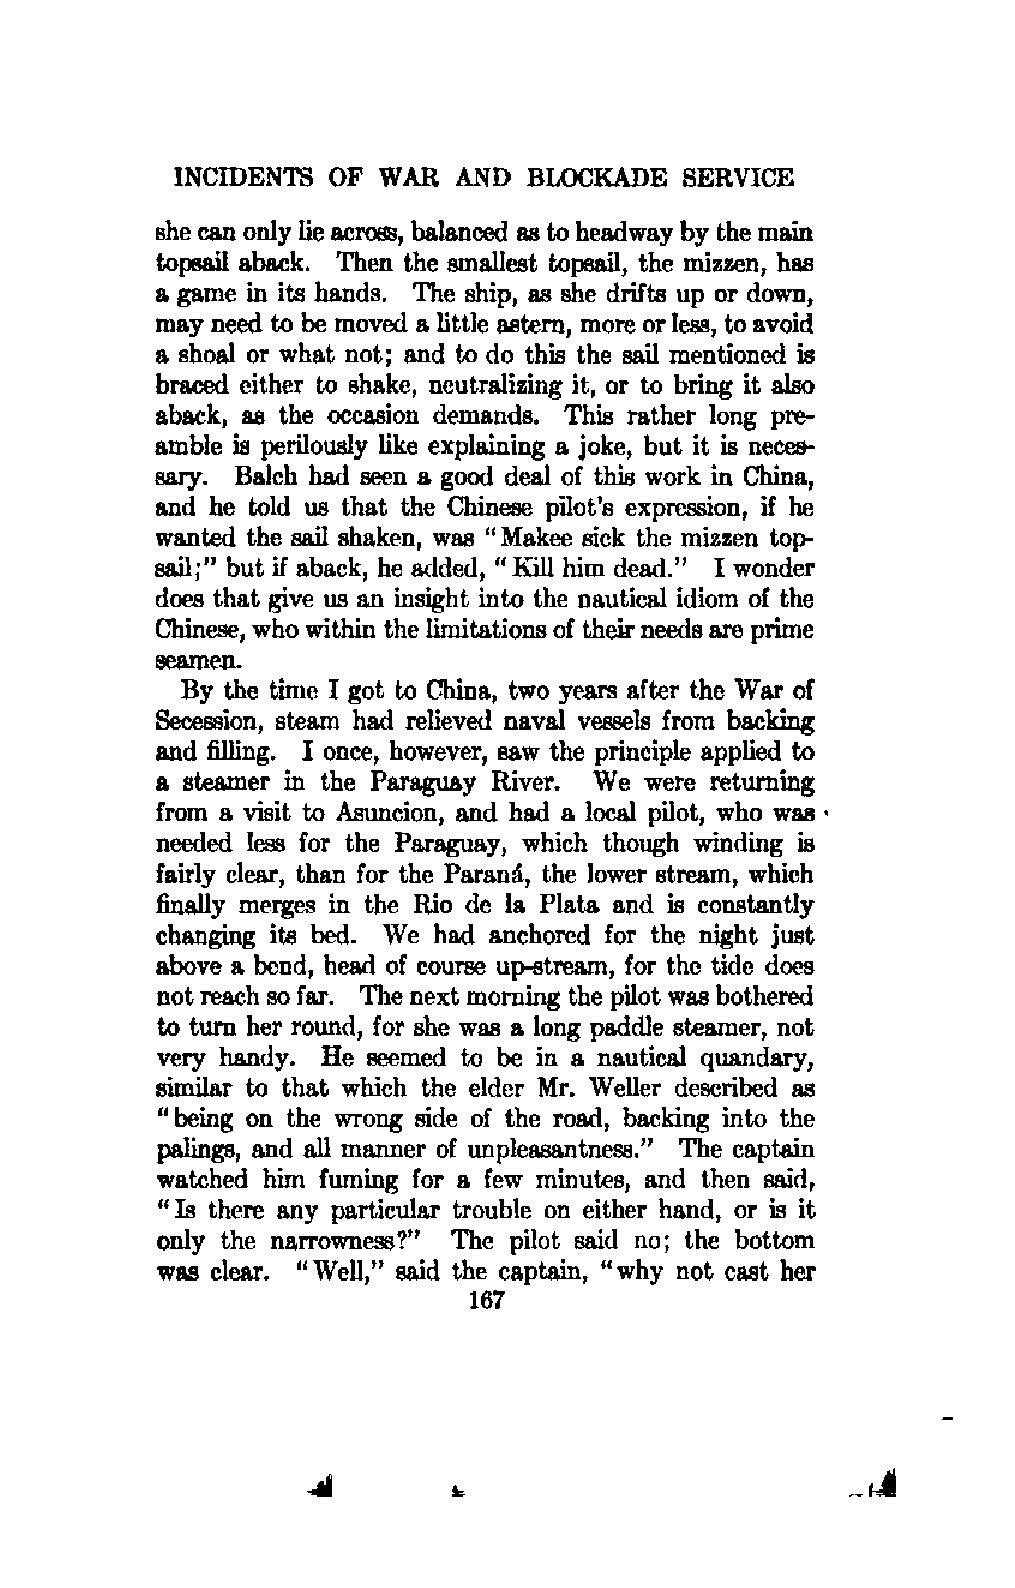 INCIDENTS OF WAR AND BLOCKADE SERVICE
she can only lie across, balanced as to headway by the main
topsail aback. Then the smallest topsail, the mizzen, has
a game in its hands. The ship, as she drifts up or down,
may need to be moved a little astern, more or less, to avoid
a shoal or what not; and to do this the sail mentioned is
braced either to shake, neutralizing it, or to bring it also
aback, as the occasion demands. This rather long pre-
amble is perilously like explaining a joke, but it is neces-
sary. Balch had seen a good deal of this work in China,
and he told us that the Chinese pilot's expression, if he
wanted the sail shaken, was "Makee sick the mizzen top-
sail;" but if aback, he added, "Kill him dead." I wonder
does that give us an insight into the nautical idiom of the
Chinese, who within the limitations of their needs are prime
seamen.
By the time I got to China, two years after the War of
Secession, steam had relieved naval vessels from backing
and filling. I once, however, saw the principle applied to
a steamer in the Paraguay River. We were returning
from a visit to Asuncion, and had a local pilot, who was
needed less for the Paraguay, which though winding is
fairly clear, than for the Paraná, the lower stream, which
finally merges in the Rio de la Plata and is constantly
changing its bed. We had anchored for the night just
above a bend, head of course up-stream, for the tide does
not reach so far. The next morning the pilot was bothered
to turn her round, for she was a long paddle steamer, not
very handy. He seemed to be in a nautical quandary,
similar to that which the elder Mr. Weller described as
"being on the wrong side of the road, backing into the
palings, and all manner of unpleasantness." The captain
watched him fuming for a few minutes, and then said,
"Is there any particular trouble on either hand, or is it
only the narrowness?" The pilot said no; the bottom
was clear. "Well," said the captain, "why not cast her
167